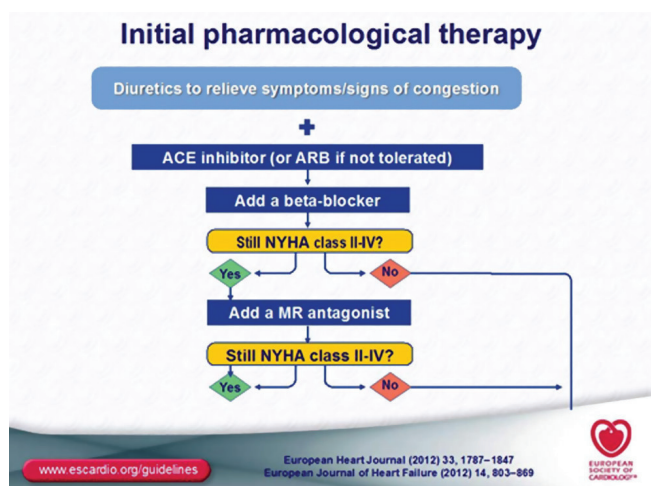 Initial pharmacological therapy
Diuretics to relieve symptoms/signs of congestion
+
ACE inhibitor (or ARB if not tolerated)
Add a beta-blocker
Still NYHA class II-IV?
Yes
No
Add a MR antagonist
Still NYHA class II-IV?
Yes
No
www.escardio.org/guidelines
European Heart Journal (2012) 33, 1787–1847
European Journal of Heart Failure (2012) 14, 803–869
EUROPEAN
SOCIETY OF
CARDIOLOGY®